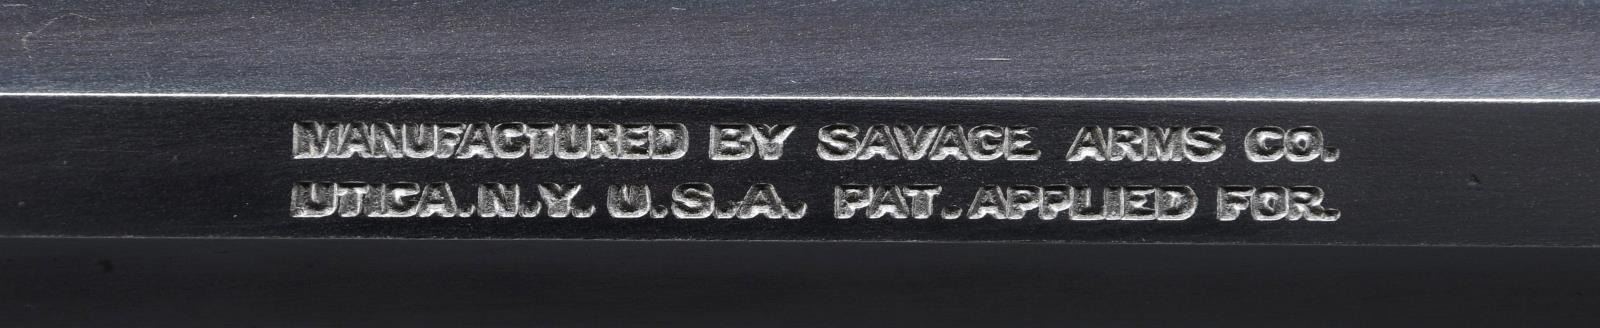 MANUFACTURED BY SAVAGE ARMS CO.
UTICA.N.Y. U.S.A. PAT. APPLIED FOR.